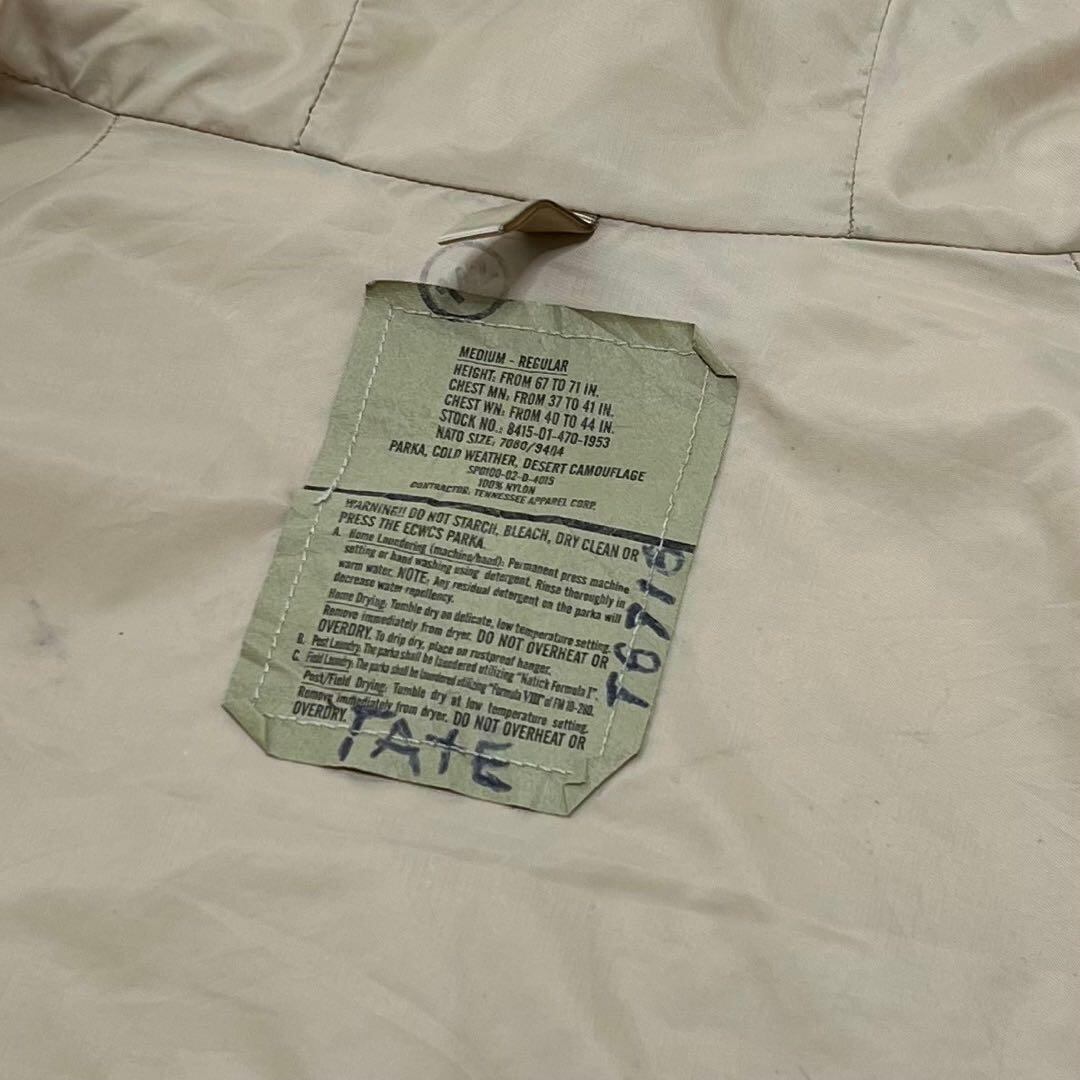 MEDIUM - REGULAR
HEIGHT: FROM 67 TO 71 IN.
CHEST MN: FROM 37 TO 41 IN.
CHEST WN: FROM 40 TO 44 IN.
STOCK NO.: 8415-01-470-1953
NATO SIZE: 7080/9404
PARKA, COLD WEATHER, DESERT CAMOUFLAGE
SPO100-02-D-4015
100% NYLON
CONTRACTOR: TENNESSEE APPAREL CORP.
WARNING!! DO NOT STARCH, BLEACH, DRY CLEAN OR
PRESS THE ECWCS PARKA.
A. Home Laundering (machine/hand): Permanent press machine
setting or hand washing using detergent. Rinse thoroughly in
warm water. NOTE: Any residual detergent on the parka will
decrease water repellency.
Home Drying: Tumble dry on delicate, low temperature setting.
Remove immediately from dryer. DO NOT OVERHEAT OR
OVERDRY. To drip dry, place on rustproof hanger.
B. Post Laundry: The parka shall be laundered utilizing "Natick Formula I".
C. Field Laundry: The parka shall be laundered utilizing "Formula VIII" of FM 10-280.
Post/Field Drying: Tumble dry at low temperature setting.
Remove immediately from dryer. DO NOT OVERHEAT OR
OVERDRY.
TATE
T6716